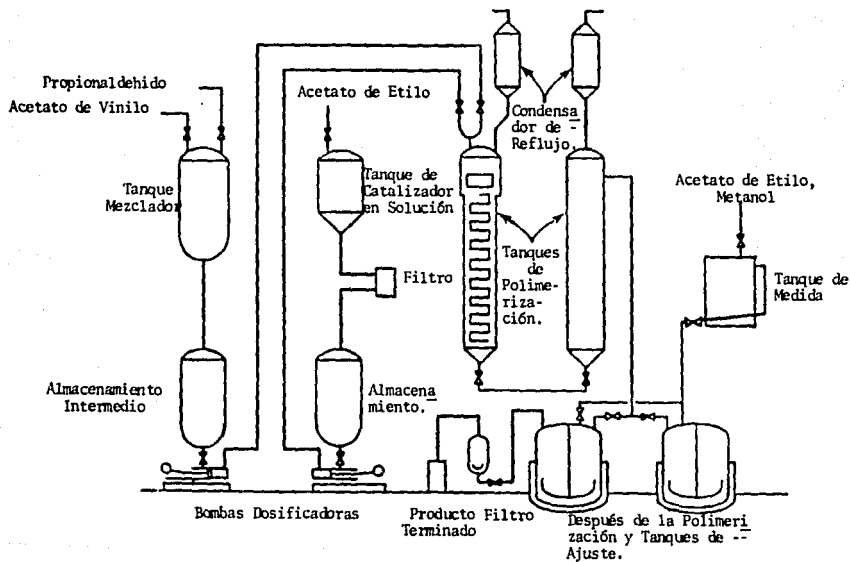 Propionaldehido
Acetato de Vinilo
Acetato de Etilo
Condensa
dor de -
Reflujo.
Tanque
Mezclador
Tanque de
Catalizador
en Solución
Acetato de Etilo,
Metanol
Filtro
Tanques
de
Polime-
riza-
ción.
Tanque de
Medida
Almacenamiento
Intermedio
Almacena
miento.
Bombas Dosificadoras
Producto Filtro
Terminado
Después de la Polimeri
zación y Tanques de --
Ajuste.